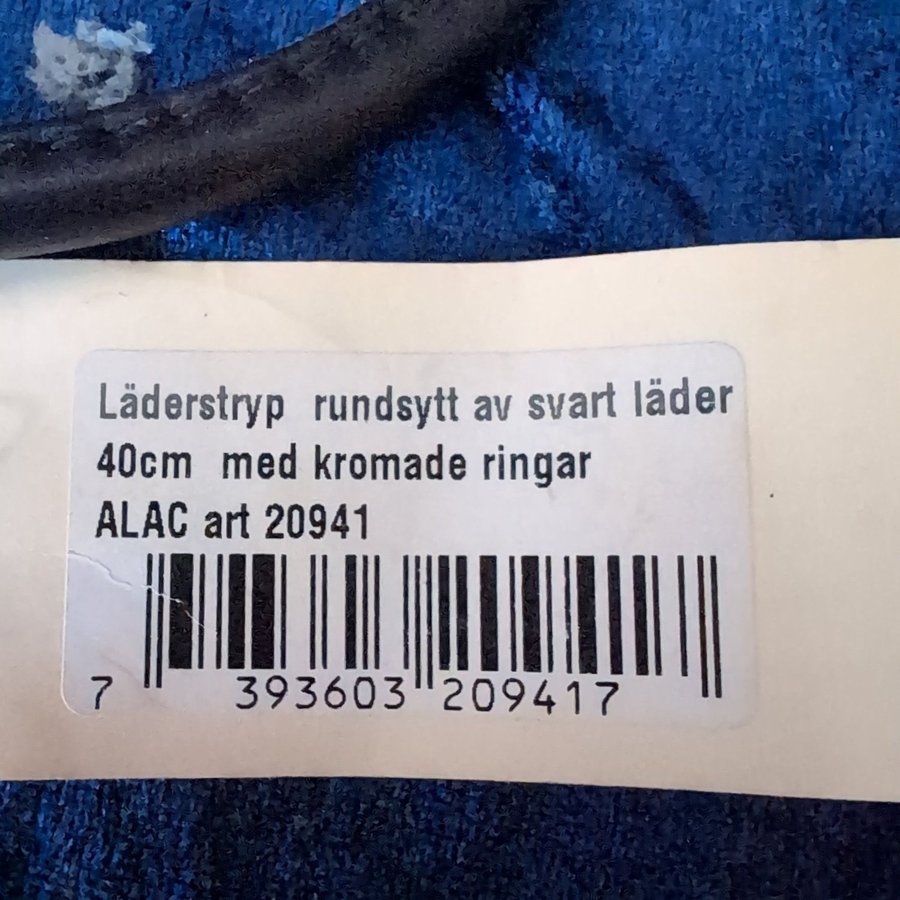 Läderstryp rundsytt av svart läder
40cm med kromade ringar
ALAC art 20941
7 393603 209417